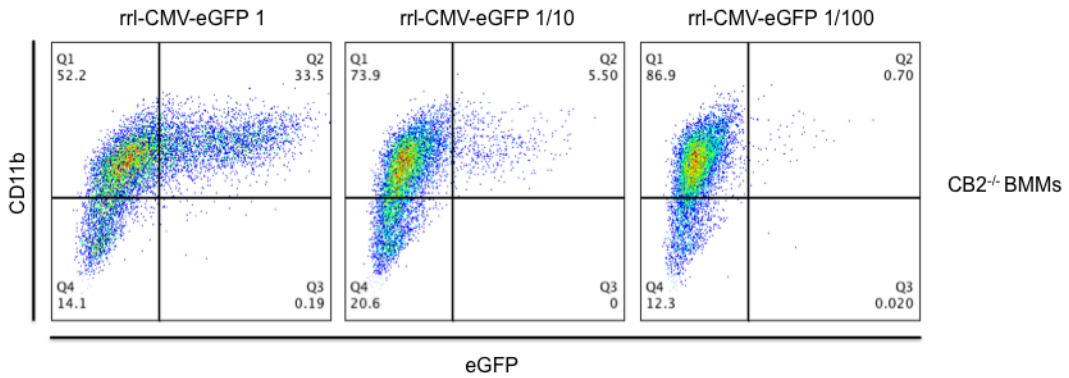 rrl-CMV-eGFP 1
rrl-CMV-eGFP 1/10
rrl-CMV-eGFP 1/100
Q1
52.2
Q2
33.5
Q4
14.1
Q3
0.19
Q1
73.9
Q2
5.50
Q4
20.6
Q3
0
Q1
86.9
Q2
0.70
Q4
12.3
Q3
0.020
CD11b
CB2-/- BMMs
eGFP